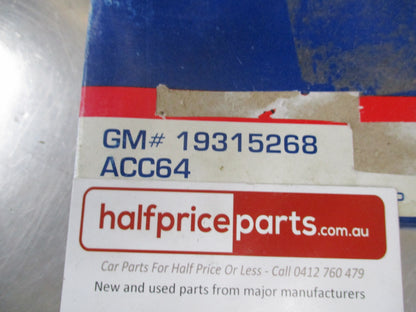 GM# 19315268
ACC64
halfpriceparts.com.au
Car Parts For Half Price Or Less - Call 0412 760 479
New and used parts from major manufacturers